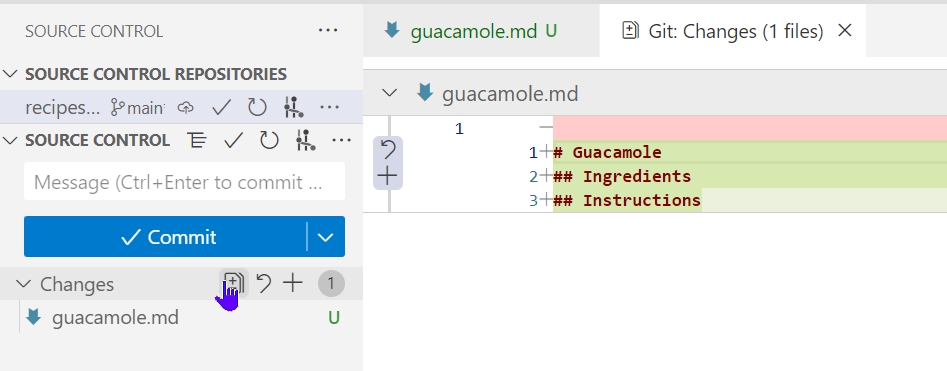 SOURCE CONTROL
SOURCE CONTROL REPOSITORIES
recipes... main
SOURCE CONTROL
Message (Ctrl+Enter to commit ...
Commit
Changes 1
guacamole.md U
guacamole.md U Git: Changes (1 files)
guacamole.md
1
1 # Guacamole
2 ## Ingredients
3 ## Instructions